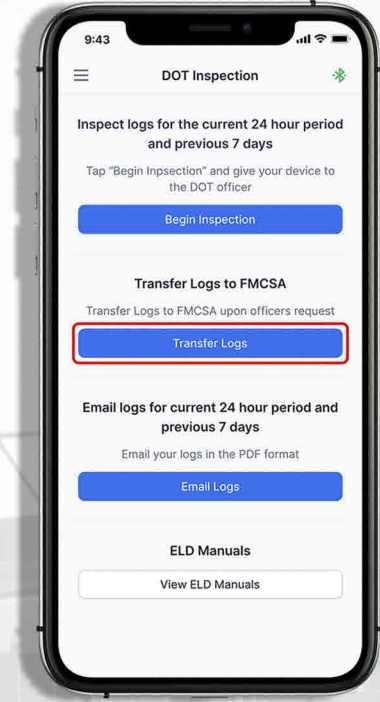 9:43
DOT Inspection
Inspect logs for the current 24 hour period
and previous 7 days
Tap "Begin Inpsection" and give your device to
the DOT officer
Begin Inspection
Transfer Logs to FMCSA
Transfer Logs to FMCSA upon officers request
Transfer Logs
Email logs for current 24 hour period and
previous 7 days
Email your logs in the PDF format
Email Logs
ELD Manuals
View ELD Manuals